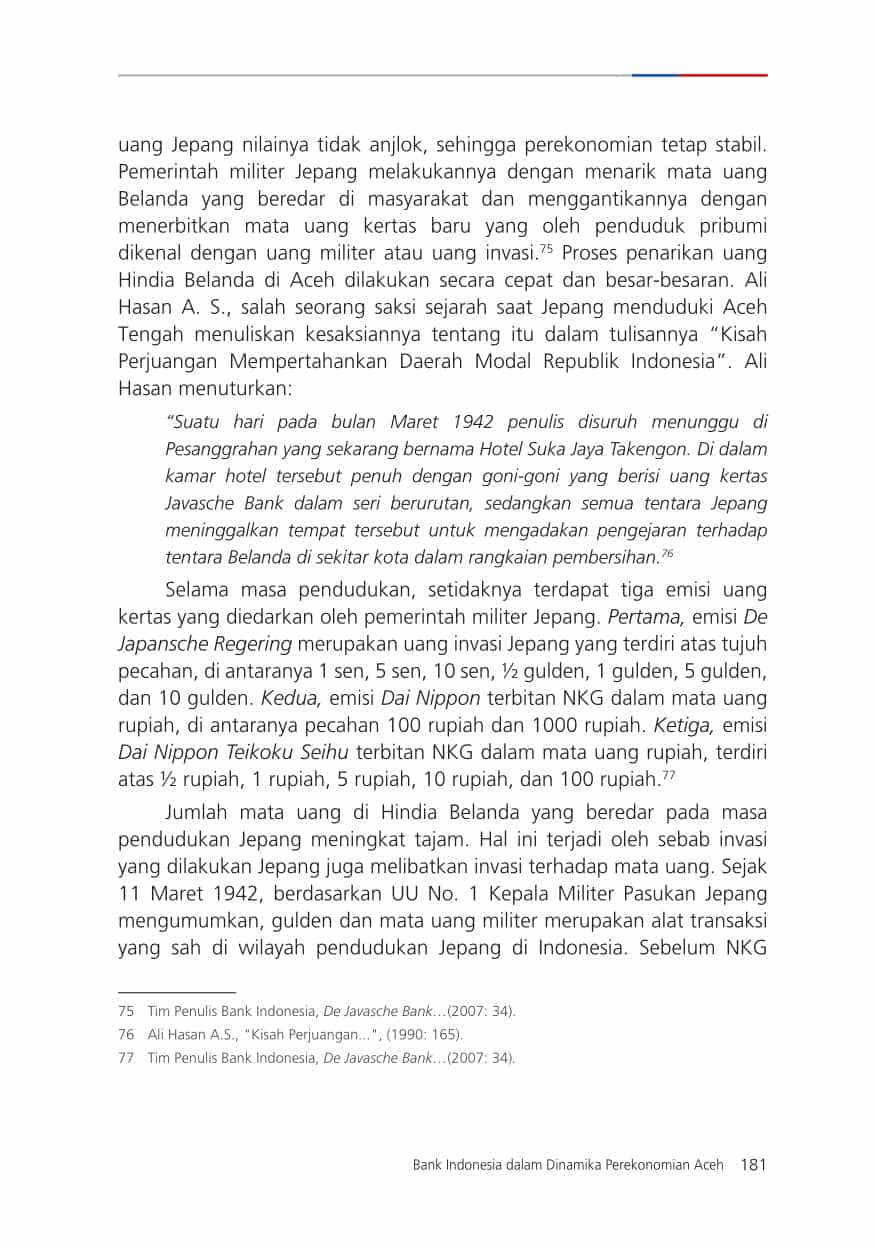 uang Jepang nilainya tidak anjlok, sehingga perekonomian tetap stabil.
Pemerintah militer Jepang melakukannya dengan menarik mata uang
Belanda yang beredar di masyarakat dan menggantikannya dengan
menerbitkan mata uang kertas baru yang oleh penduduk pribumi
dikenal dengan uang militer atau uang invasi.75 Proses penarikan uang
Hindia Belanda di Aceh dilakukan secara cepat dan besar-besaran. Ali
Hasan A. S., salah seorang saksi sejarah saat Jepang menduduki Aceh
Tengah menuliskan kesaksiannya tentang itu dalam tulisannya “Kisah
Perjuangan Mempertahankan Daerah Modal Republik Indonesia”. Ali
Hasan menuturkan:
“Suatu hari pada bulan Maret 1942 penulis disuruh menunggu di
Pesanggrahan yang sekarang bernama Hotel Suka Jaya Takengon. Di dalam
kamar hotel tersebut penuh dengan goni-goni yang berisi uang kertas
Javasche Bank dalam seri berurutan, sedangkan semua tentara Jepang
meninggalkan tempat tersebut untuk mengadakan pengejaran terhadap
tentara Belanda di sekitar kota dalam rangkaian pembersihan.76
Selama masa pendudukan, setidaknya terdapat tiga emisi uang
kertas yang diedarkan oleh pemerintah militer Jepang. Pertama, emisi De
Japansche Regering merupakan uang invasi Jepang yang terdiri atas tujuh
pecahan, di antaranya 1 sen, 5 sen, 10 sen, ½ gulden, 1 gulden, 5 gulden,
dan 10 gulden. Kedua, emisi Dai Nippon terbitan NKG dalam mata uang
rupiah, di antaranya pecahan 100 rupiah dan 1000 rupiah. Ketiga, emisi
Dai Nippon Teikoku Seihu terbitan NKG dalam mata uang rupiah, terdiri
atas ½ rupiah, 1 rupiah, 5 rupiah, 10 rupiah, dan 100 rupiah.77
Jumlah mata uang di Hindia Belanda yang beredar pada masa
pendudukan Jepang meningkat tajam. Hal ini terjadi oleh sebab invasi
yang dilakukan Jepang juga melibatkan invasi terhadap mata uang. Sejak
11 Maret 1942, berdasarkan UU No. 1 Kepala Militer Pasukan Jepang
mengumumkan, gulden dan mata uang militer merupakan alat transaksi
yang sah di wilayah pendudukan Jepang di Indonesia. Sebelum NKG
75 Tim Penulis Bank Indonesia, De Javasche Bank…(2007: 34).
76 Ali Hasan A.S., "Kisah Perjuangan...", (1990: 165).
77 Tim Penulis Bank Indonesia, De Javasche Bank…(2007: 34).
Bank Indonesia dalam Dinamika Perekonomian Aceh 181